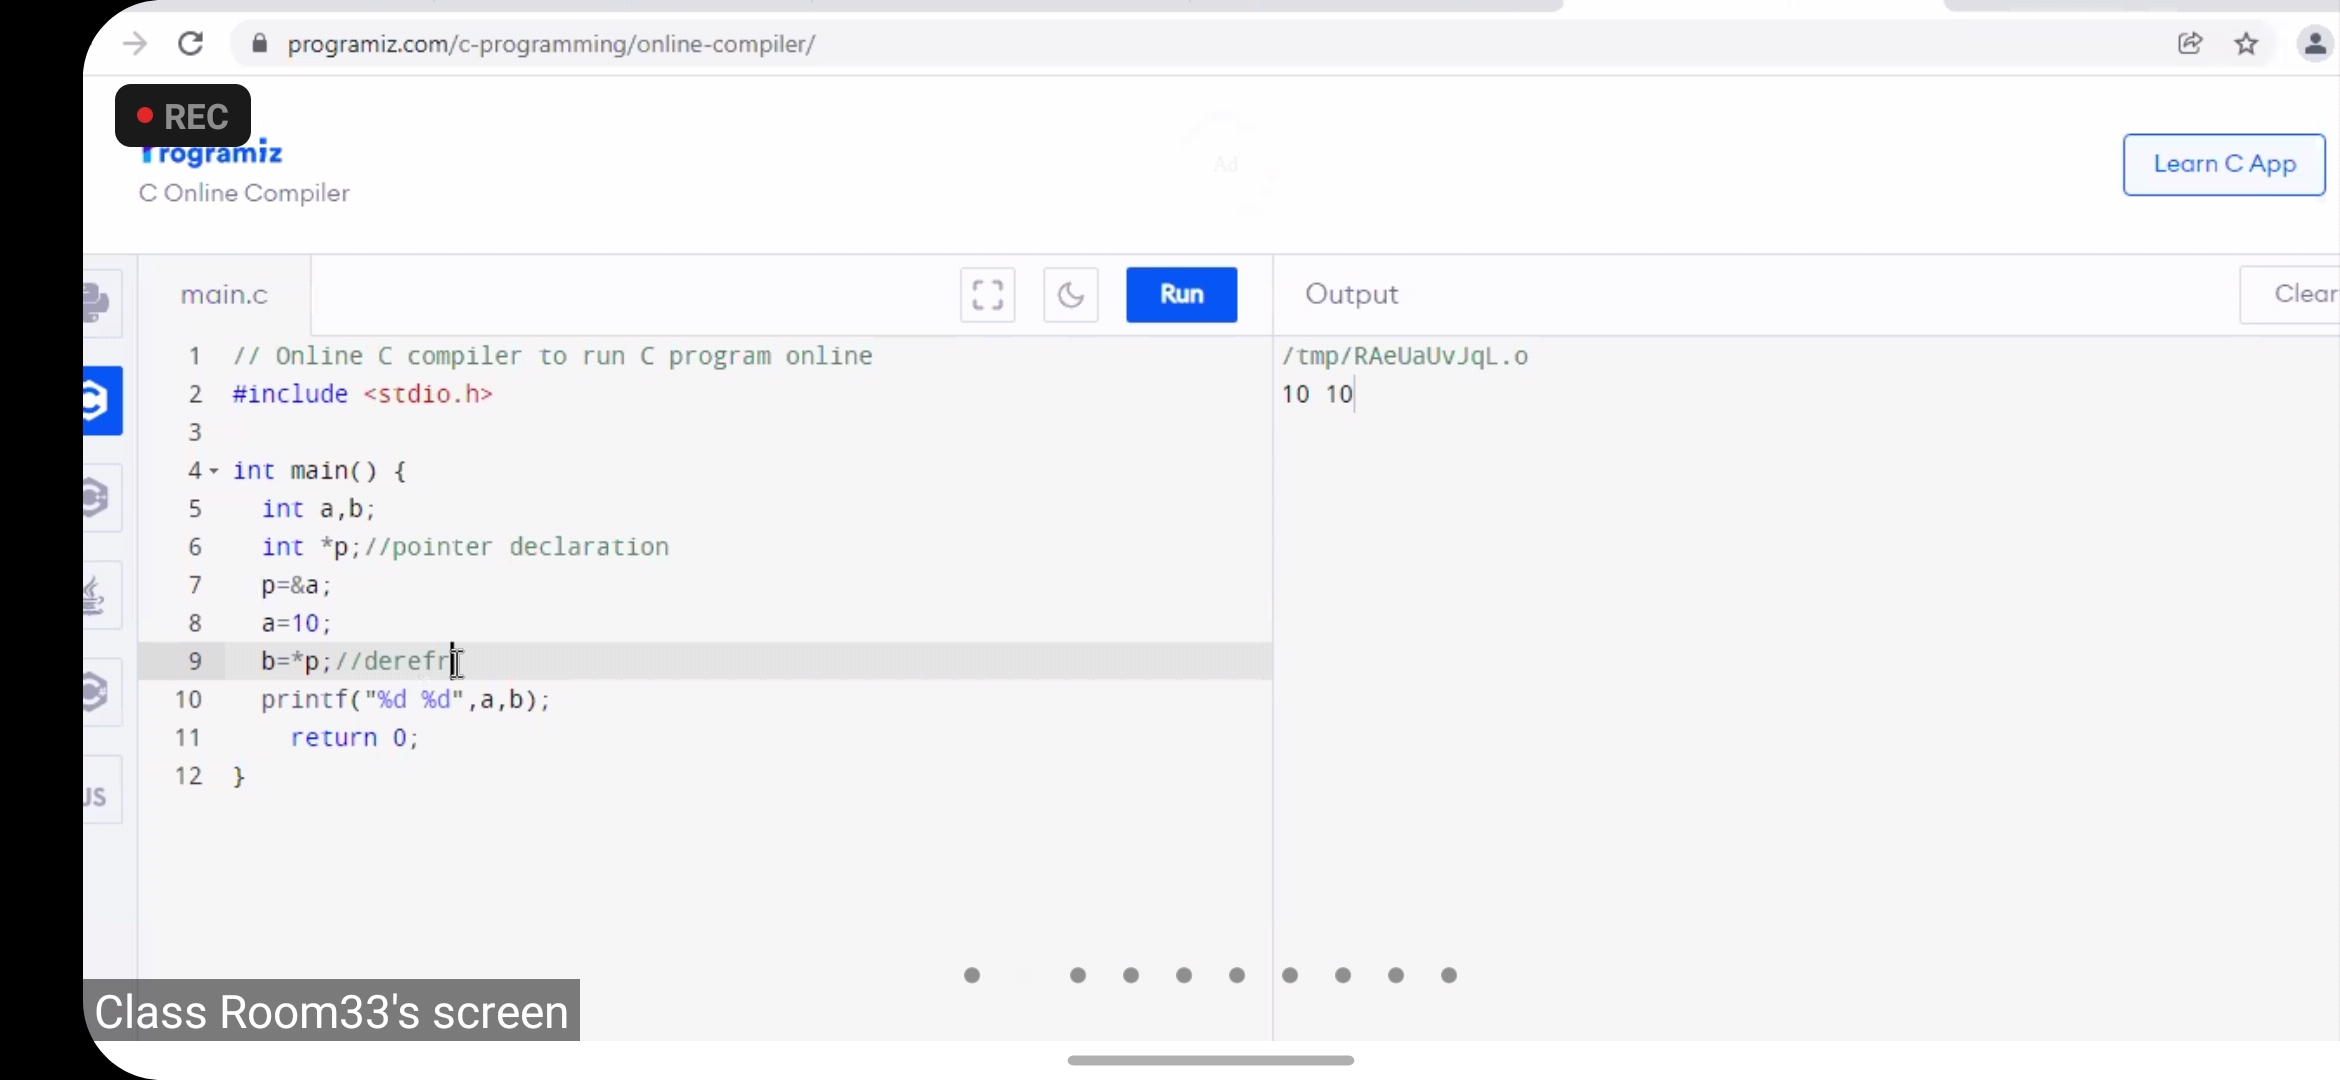 programiz.com/c-programming/online-compiler/
REC
Programiz
C Online Compiler
Ad
Learn C App
main.c
Run
Output
Clear
1 // Online C compiler to run C program online
2 #include <stdio.h>
3
4 int main() {
5 int a,b;
6 int *p;//pointer declaration
7 p=&a;
8 a=10;
9 b=*p;//derefr
10 printf("%d %d",a,b);
11 return 0;
12 }
/tmp/RAeUaUvJqL.o
10 10
JS
Class Room33's screen